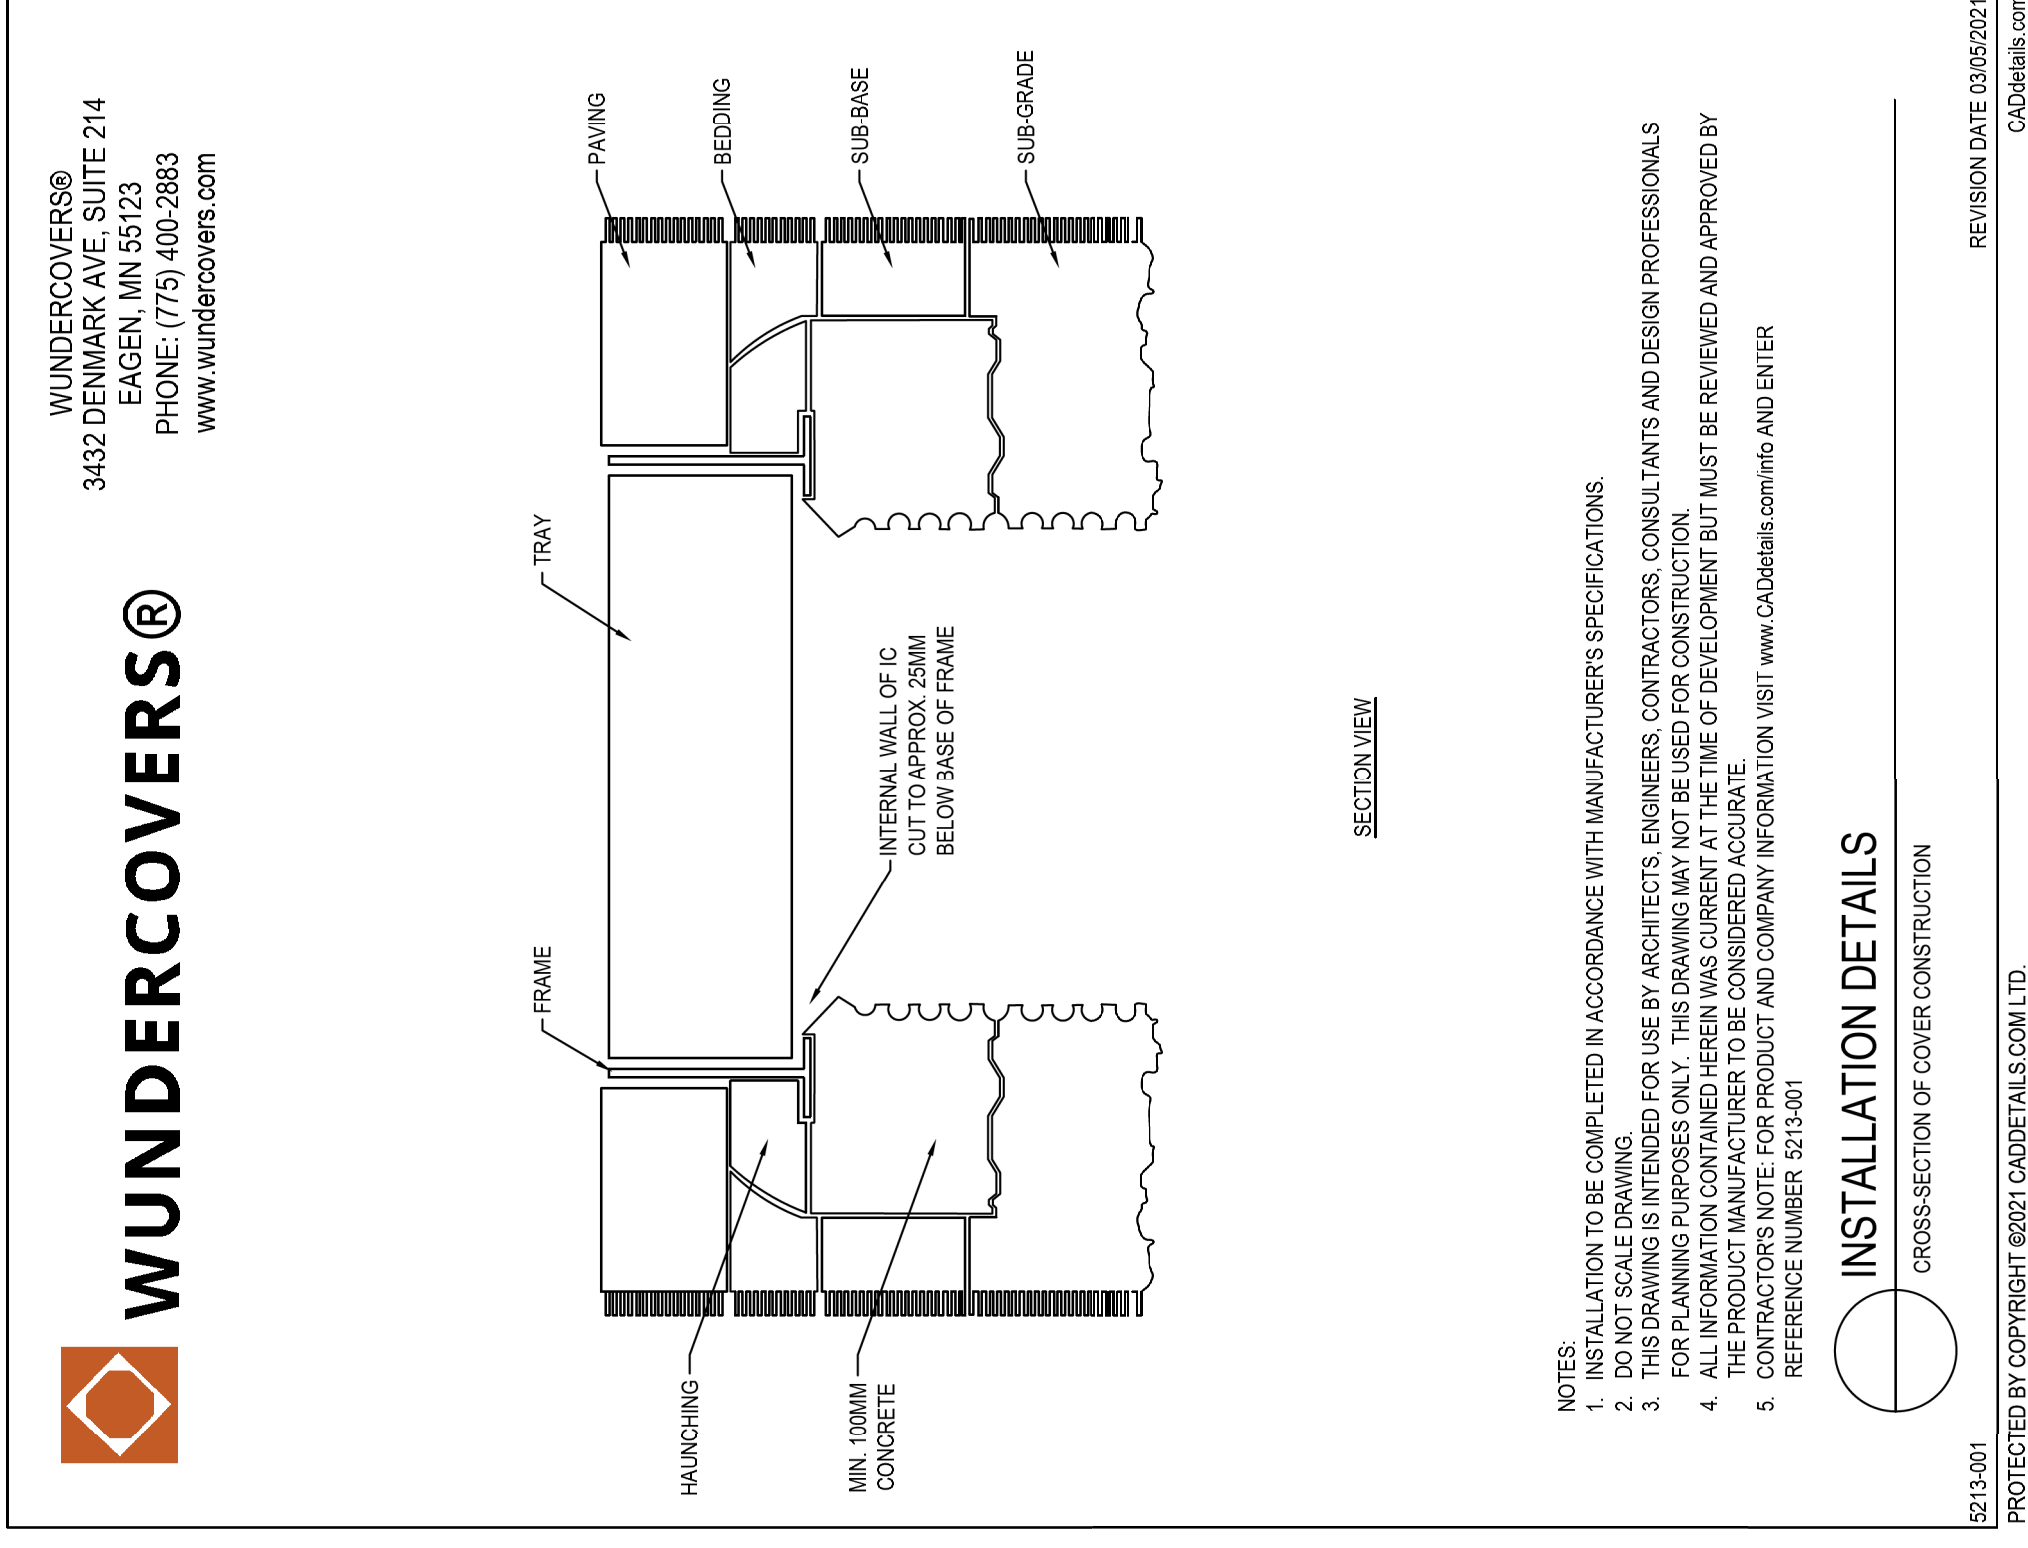 WUNDERCOVERS®
WUNDERCOVERS®
3432 DENMARK AVE, SUITE 214
EAGEN, MN 55123
PHONE: (775) 400-2883
www.wundercovers.com
FRAME
TRAY
PAVING
BEDDING
SUB-BASE
SUB-GRADE
HAUNCHING
MIN. 100MM
CONCRETE
INTERNAL WALL OF IC
CUT TO APPROX. 25MM
BELOW BASE OF FRAME
SECTION VIEW
NOTES:
1. INSTALLATION TO BE COMPLETED IN ACCORDANCE WITH MANUFACTURER'S SPECIFICATIONS.
2. DO NOT SCALE DRAWING.
3. THIS DRAWING IS INTENDED FOR USE BY ARCHITECTS, ENGINEERS, CONTRACTORS, CONSULTANTS AND DESIGN PROFESSIONALS
FOR PLANNING PURPOSES ONLY. THIS DRAWING MAY NOT BE USED FOR CONSTRUCTION.
4. ALL INFORMATION CONTAINED HEREIN WAS CURRENT AT THE TIME OF DEVELOPMENT BUT MUST BE REVIEWED AND APPROVED BY
THE PRODUCT MANUFACTURER TO BE CONSIDERED ACCURATE.
5. CONTRACTOR'S NOTE: FOR PRODUCT AND COMPANY INFORMATION VISIT www.CADdetails.com/info AND ENTER
REFERENCE NUMBER 5213-001
INSTALLATION DETAILS
CROSS-SECTION OF COVER CONSTRUCTION
5213-001
REVISION DATE 03/05/2021
PROTECTED BY COPYRIGHT ©2021 CADDETAILS.COM LTD.
CADdetails.com